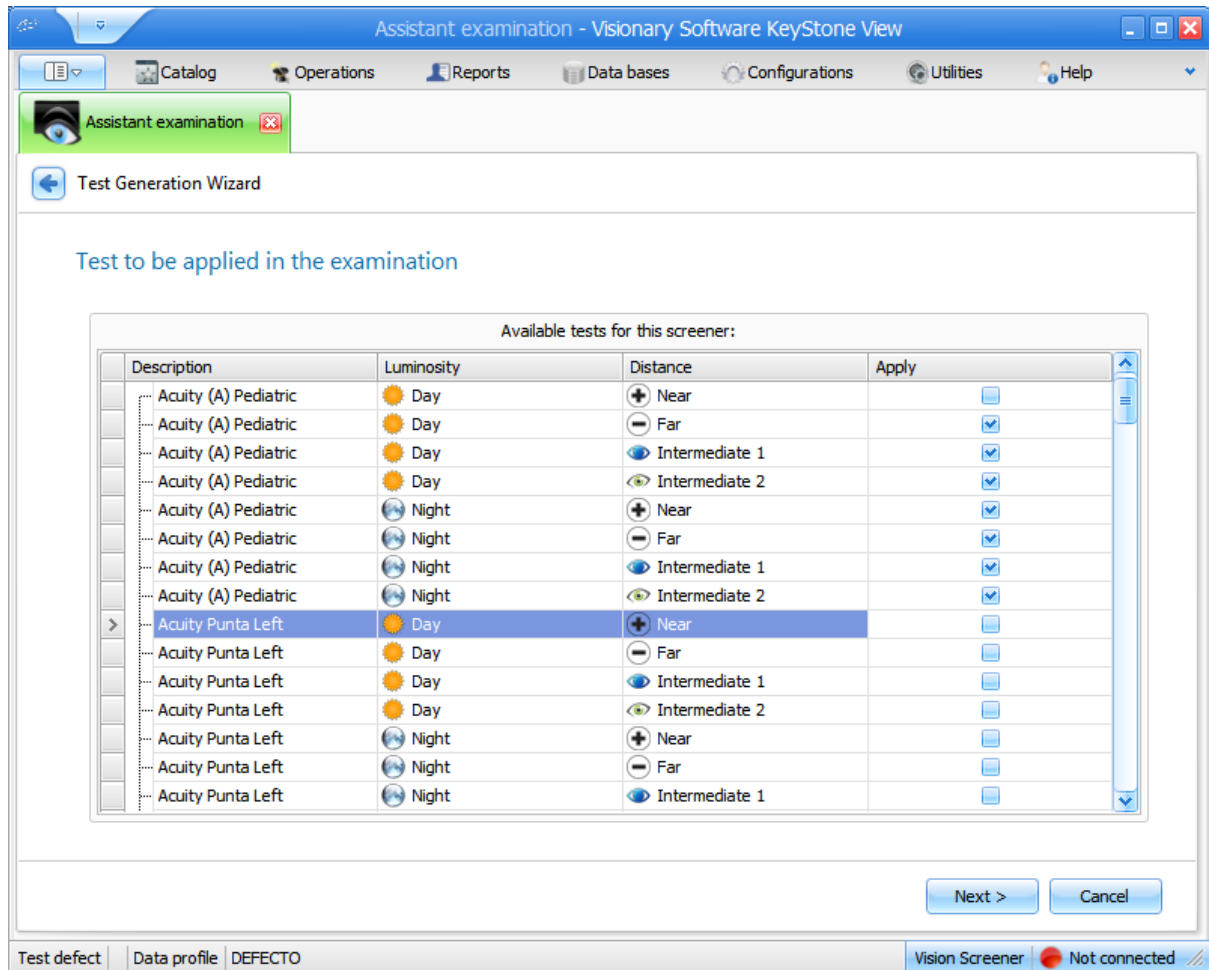 Assistant examination - Visionary Software KeyStone View
Catalog Operations Reports Data bases Configurations Utilities Help
Assistant examination
Test Generation Wizard
Test to be applied in the examination
Available tests for this screener:
Description Luminosity Distance Apply
Acuity (A) Pediatric Day Near
Acuity (A) Pediatric Day Far
Acuity (A) Pediatric Day Intermediate 1
Acuity (A) Pediatric Day Intermediate 2
Acuity (A) Pediatric Night Near
Acuity (A) Pediatric Night Far
Acuity (A) Pediatric Night Intermediate 1
Acuity (A) Pediatric Night Intermediate 2
Acuity Punta Left Day Near
Acuity Punta Left Day Far
Acuity Punta Left Day Intermediate 1
Acuity Punta Left Day Intermediate 2
Acuity Punta Left Night Near
Acuity Punta Left Night Far
Acuity Punta Left Night Intermediate 1
Next > Cancel
Test defect Data profile DEFECTO Vision Screener Not connected